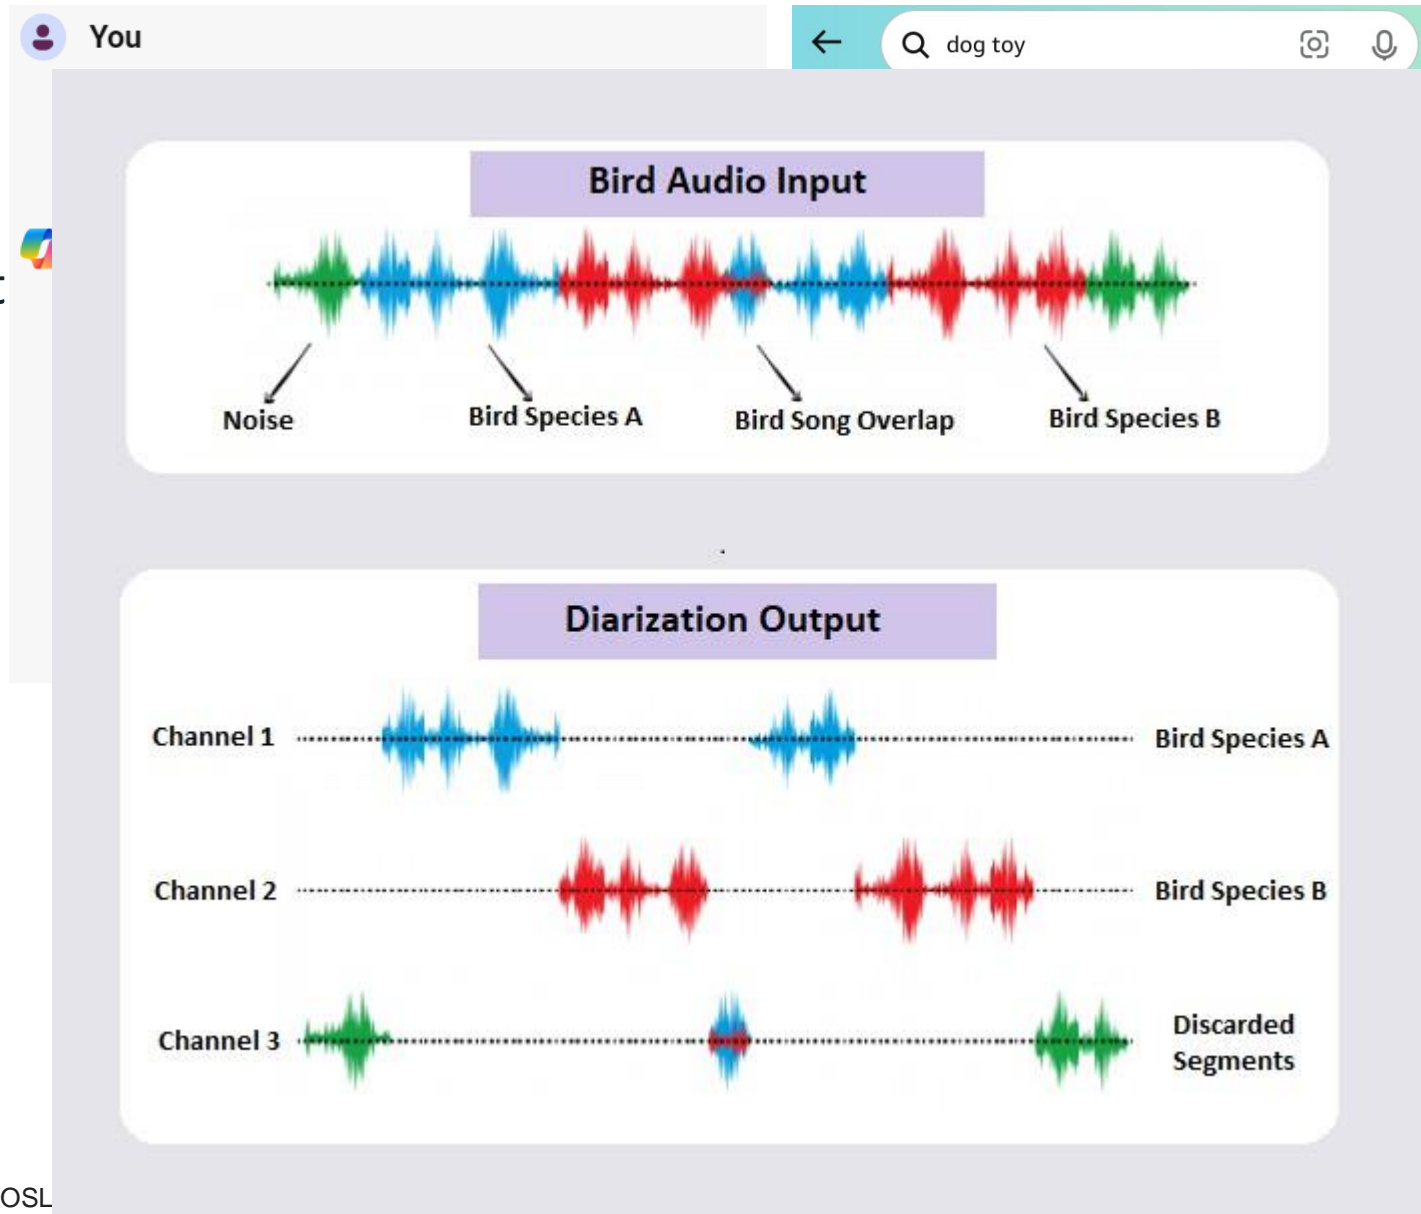 You
dog toy
Bird Audio Input
Noise
Bird Species A
Bird Song Overlap
Bird Species B
Diarization Output
Channel 1
Bird Species A
Channel 2
Bird Species B
Channel 3
Discarded
Segments
OSL